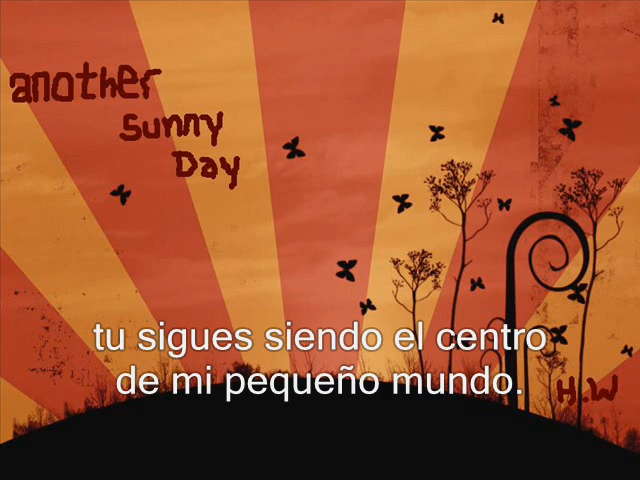 another
Sunny
Day
tu sigues siendo el centro
de mi pequeño mundo.
H.W